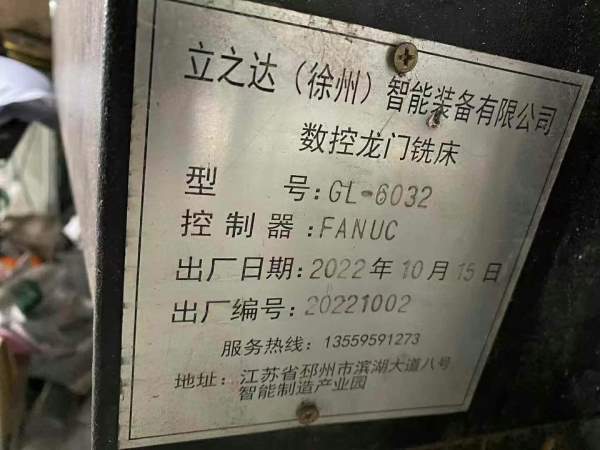 立之达（徐州）智能装备有限公司
数控龙门铣床
型 号:GL-6032
控制器:FANUC
出厂日期:2022年10月15日
出厂编号:20221002
服务热线:13559591273
地址:江苏省邳州市滨湖大道八号
智能制造产业园